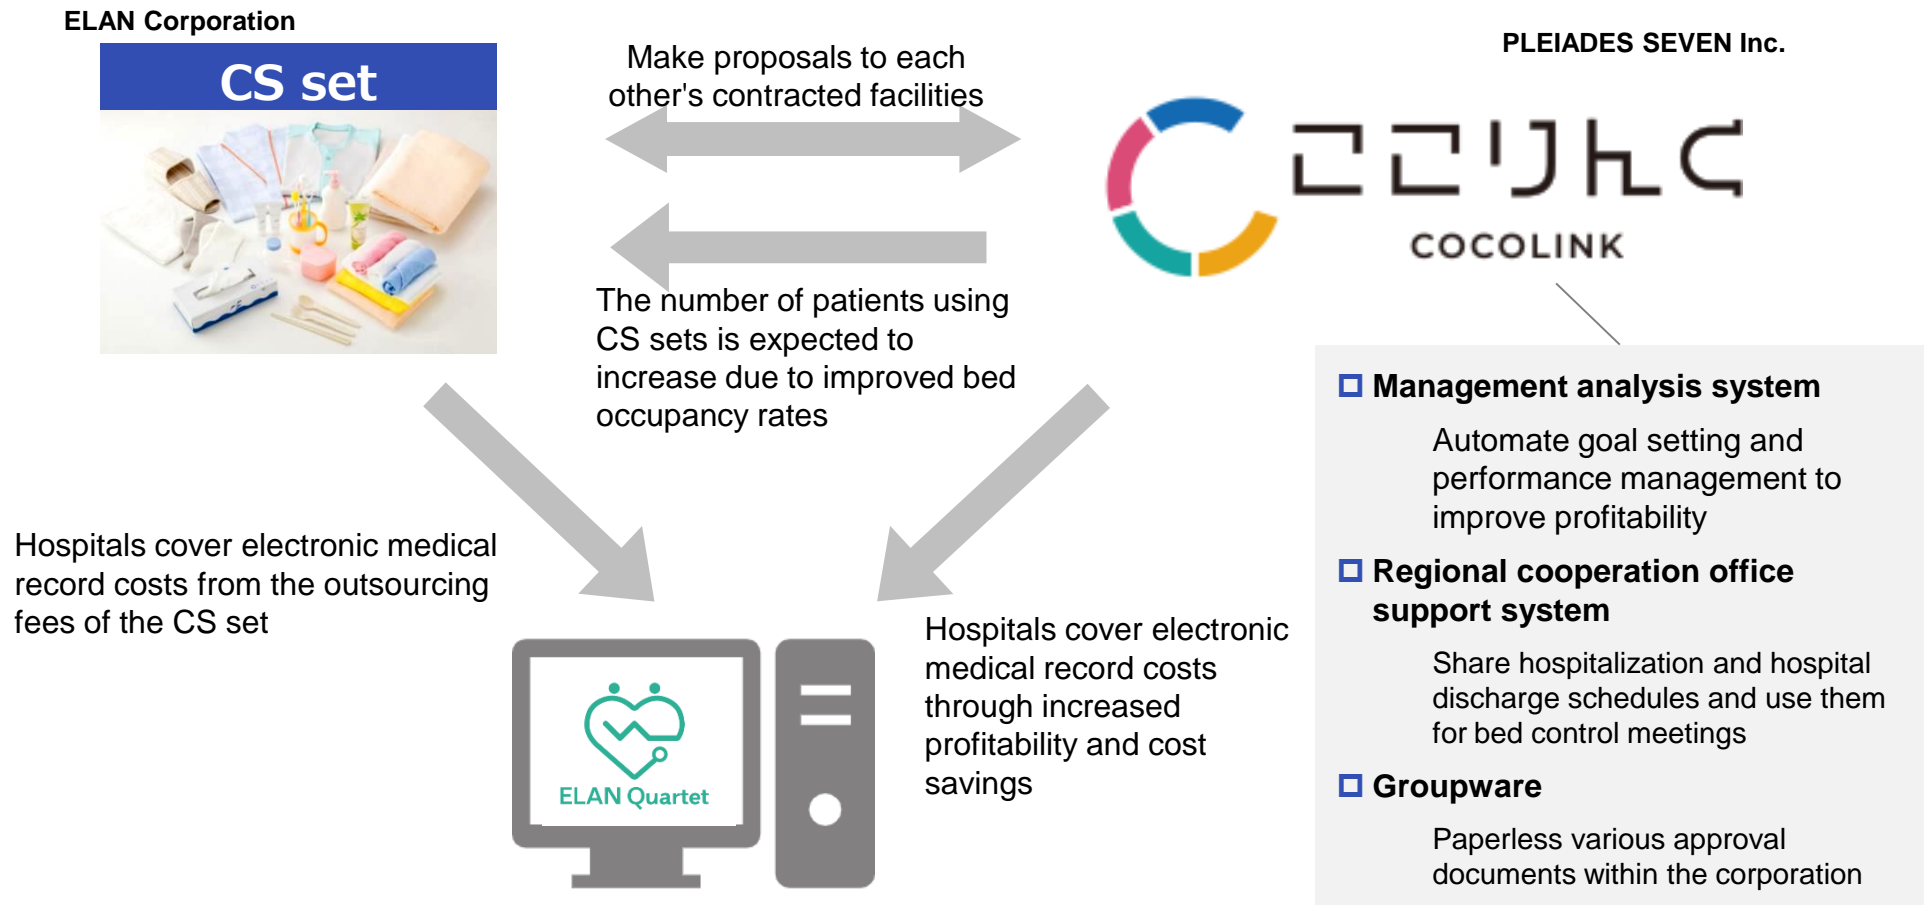 ELAN Corporation
CS set
Make proposals to each
other's contracted facilities
PLEIADES SEVEN Inc.
ここりんく
COCOLINK
The number of patients using
CS sets is expected to
increase due to improved bed
occupancy rates
Hospitals cover electronic medical
record costs from the outsourcing
fees of the CS set
ELAN Quartet
Hospitals cover electronic
medical record costs
through increased
profitability and cost
savings
Management analysis system
Automate goal setting and
performance management to
improve profitability
Regional cooperation office
support system
Share hospitalization and hospital
discharge schedules and use them
for bed control meetings
Groupware
Paperless various approval
documents within the corporation